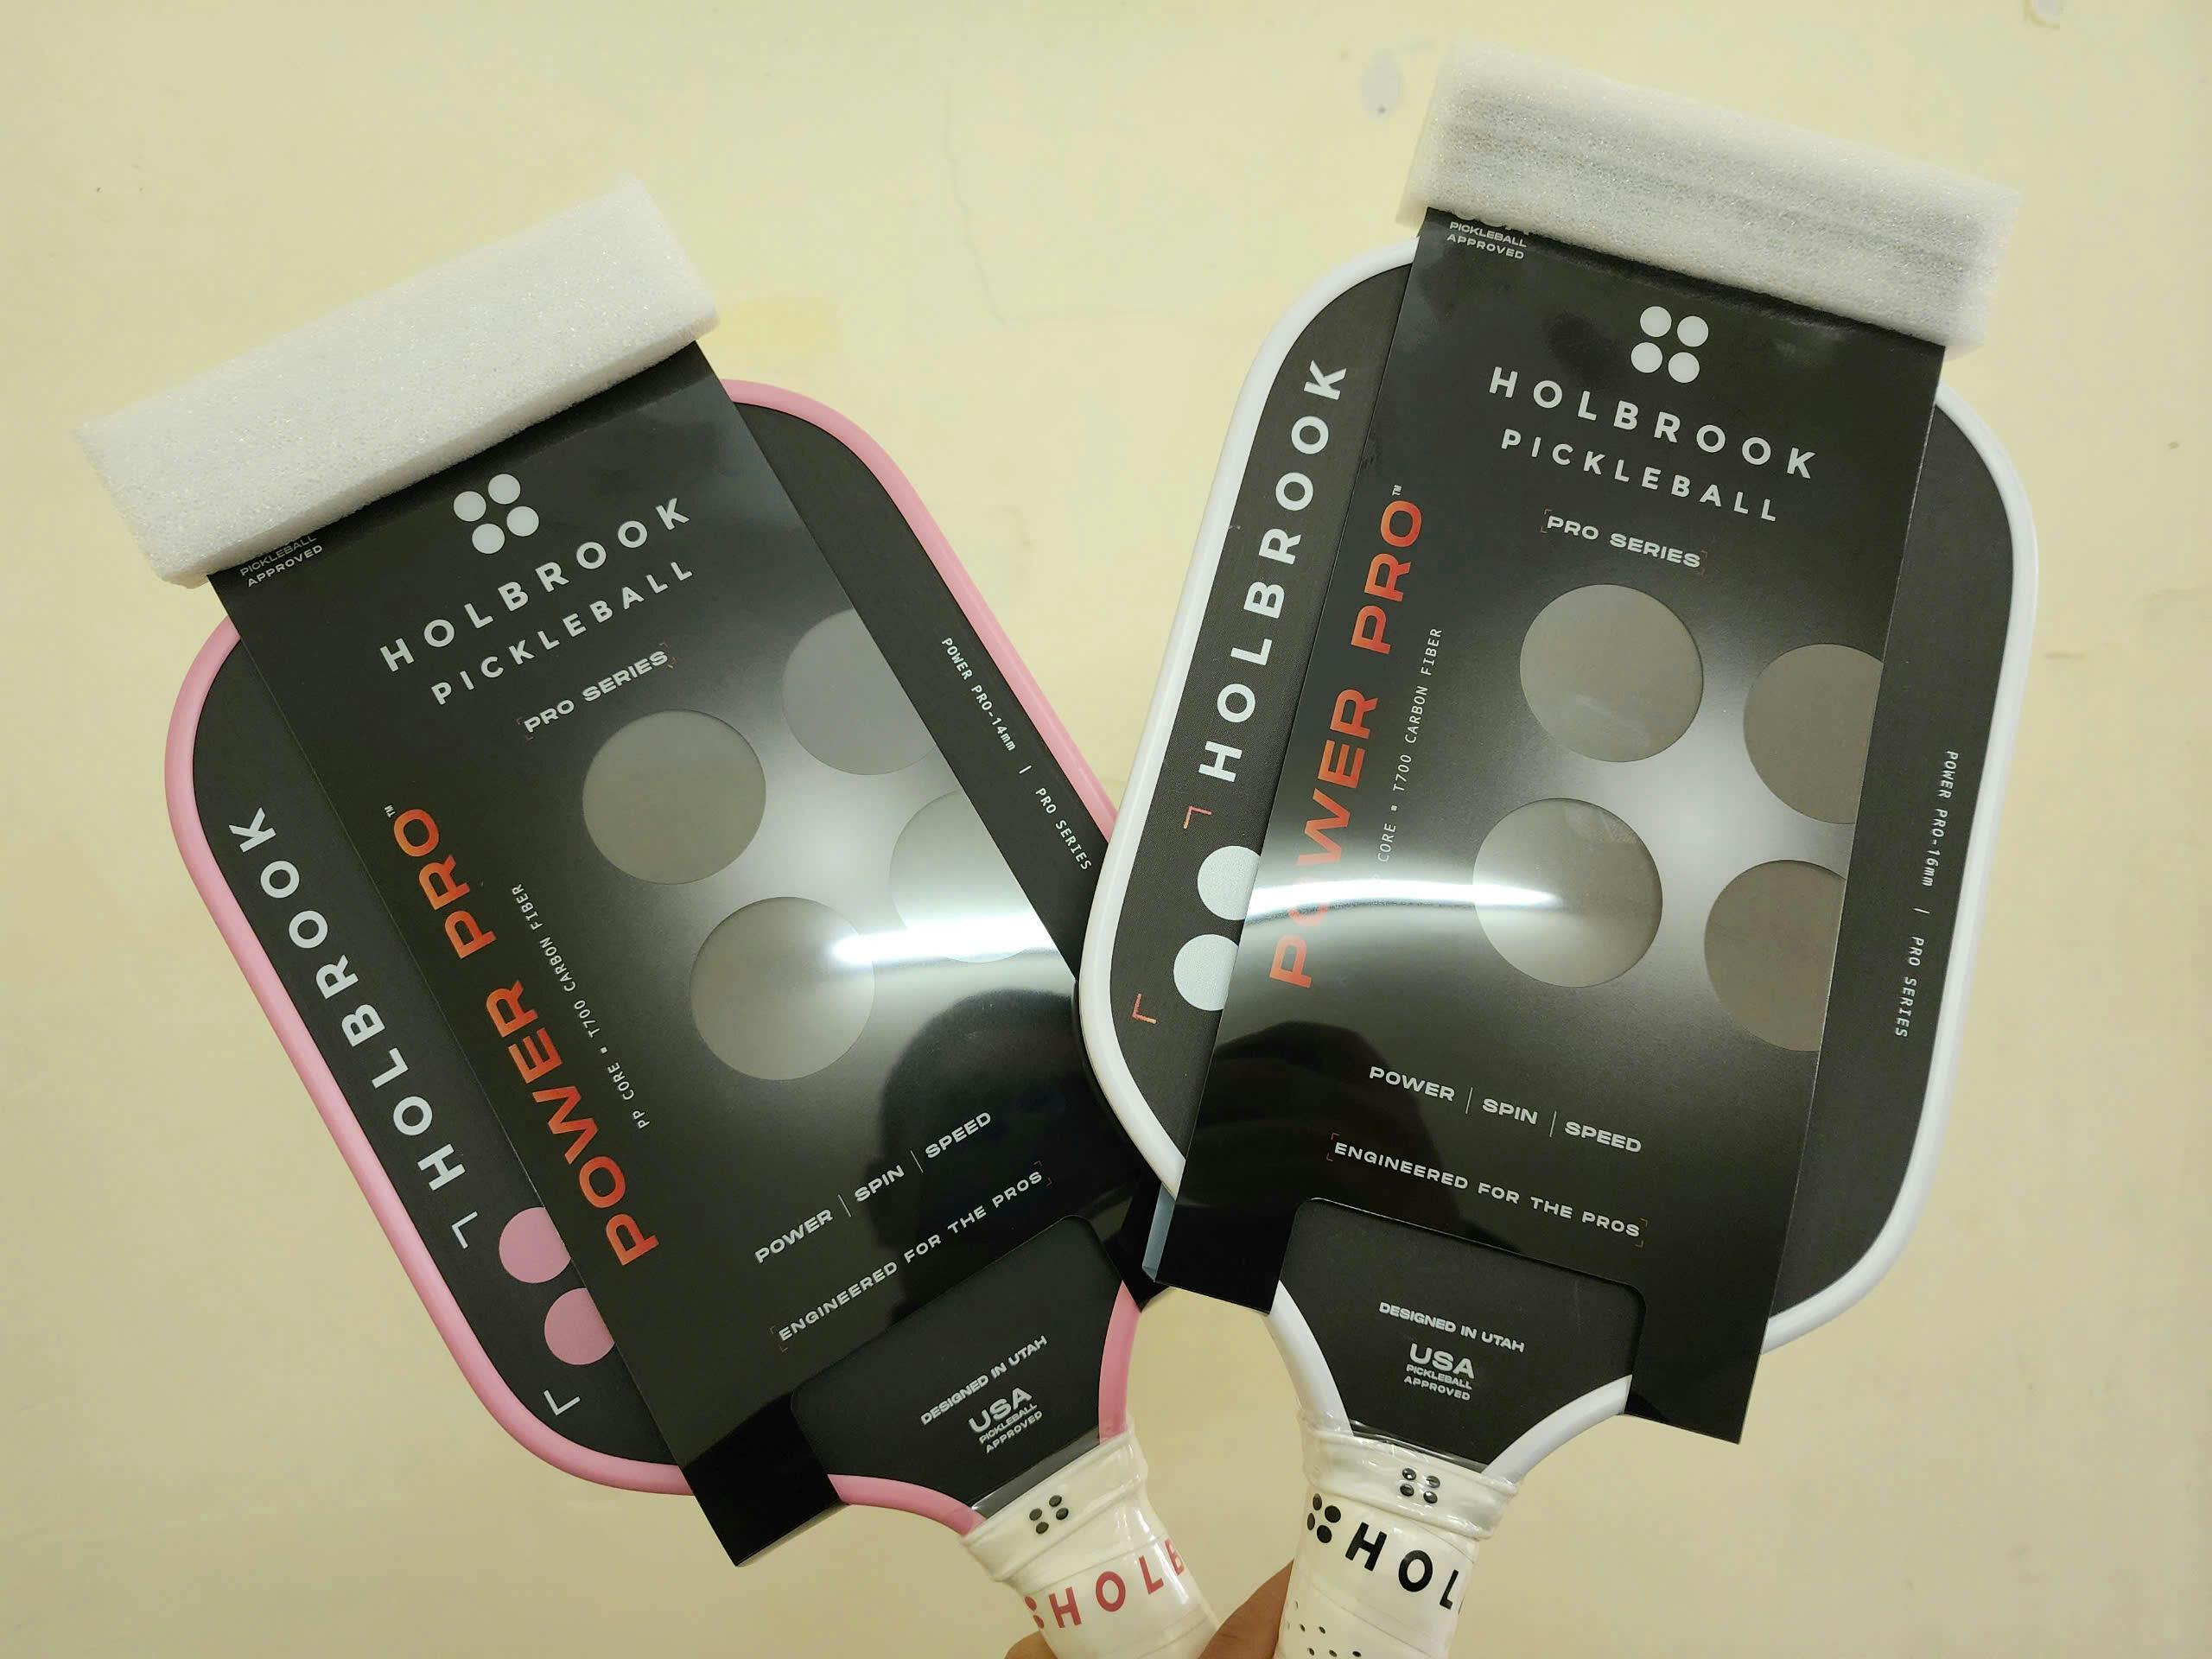 PICKLEBALL
APPROVED
HOLBROOK
PICKLEBALL
PRO SERIES
POWER PRO™
PP CORE ▪ T700 CARBON FIBER
HOLBROOK
POWER PRO-14mm | PRO SERIES
POWER | SPIN | SPEED
ENGINEERED FOR THE PROS
DESIGNED IN UTAH
USA
PICKLEBALL
APPROVED
HOLB
PICKLEBALL
APPROVED
HOLBROOK
PICKLEBALL
PRO SERIES
HOLBROOK
POWER PRO™
CORE ▪ T700 CARBON FIBER
POWER PRO-16mm | PRO SERIES
POWER | SPIN | SPEED
ENGINEERED FOR THE PROS
DESIGNED IN UTAH
USA
PICKLEBALL
APPROVED
HOL